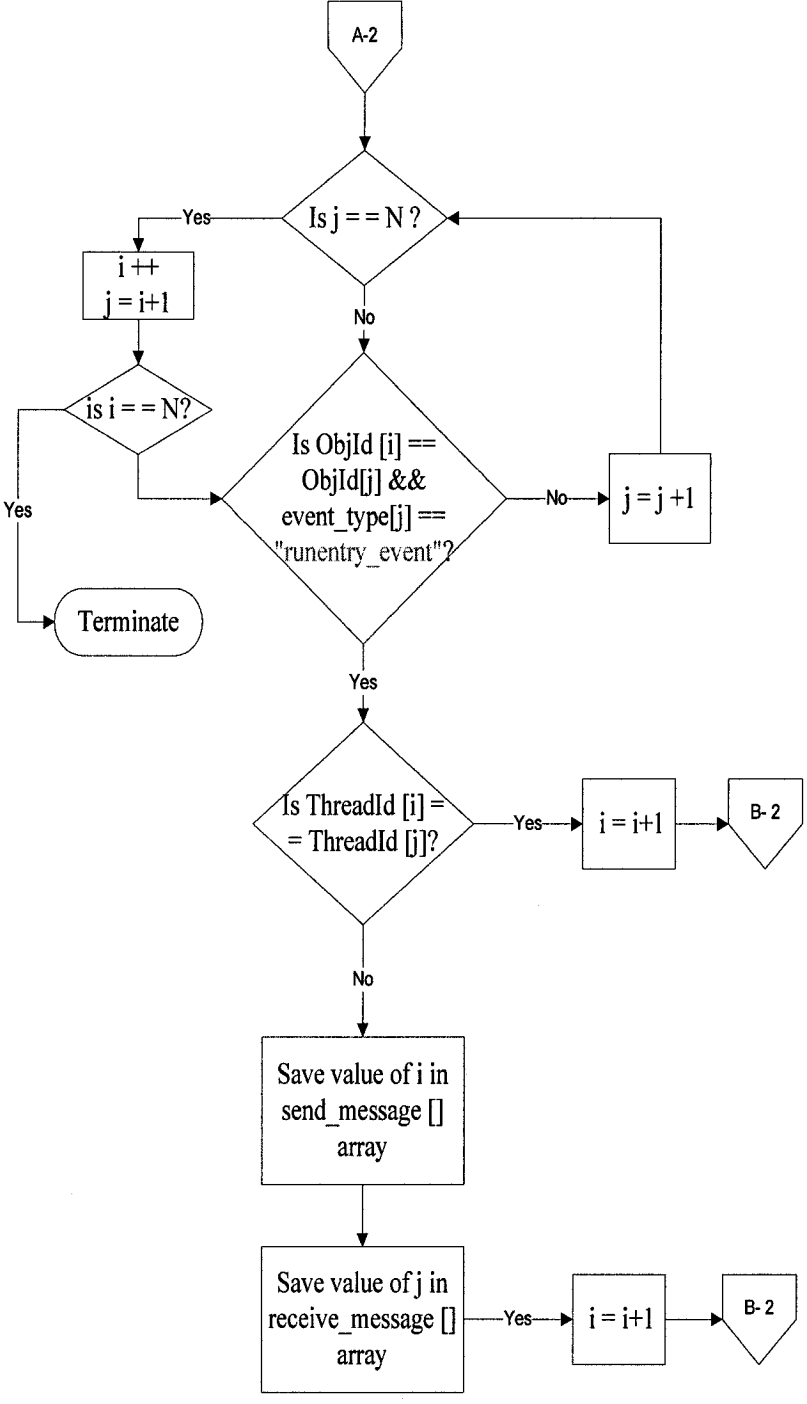 A-2
Is j = = N ?
Yes
i ++
j = i+1
No
is i = = N?
Yes
Is ObjId [i] ==
ObjId[j] &&
event_type[j] ==
"runentry_event"?
No
j = j +1
Terminate
Yes
Is ThreadId [i] =
= ThreadId [j]?
Yes
i = i+1
B- 2
No
Save value of i in
send_message []
array
Save value of j in
receive_message []
array
Yes
i = i+1
B- 2